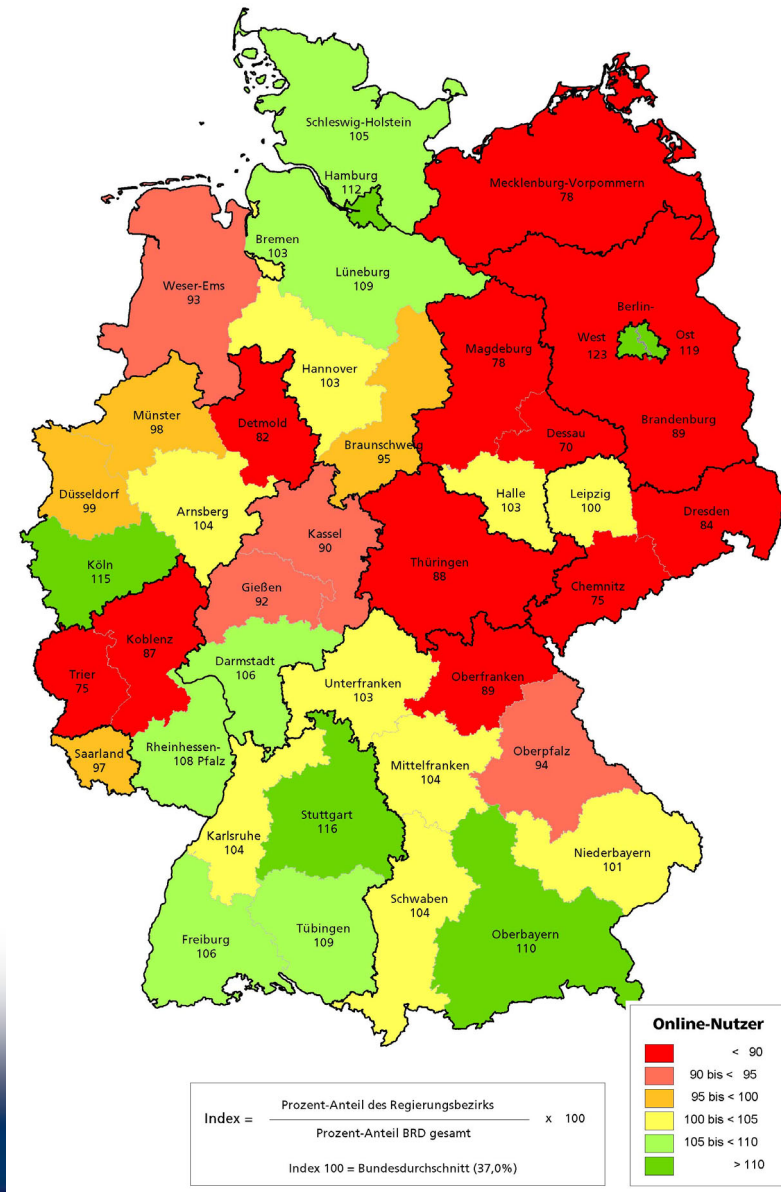 Schleswig-Holstein
105
Hamburg
112
Mecklenburg-Vorpommern
78
Bremen
103
Lüneburg
109
Weser-Ems
93
Berlin-
West
123
Ost
119
Hannover
103
Magdeburg
78
Münster
98
Detmold
82
Brandenburg
89
Braunschweig
95
Dessau
70
Düsseldorf
99
Arnsberg
104
Halle
103
Leipzig
100
Dresden
84
Kassel
90
Köln
115
Thüringen
88
Chemnitz
75
Gießen
92
Koblenz
87
Trier
75
Darmstadt
106
Unterfranken
103
Oberfranken
89
Saarland
97
Rheinhessen-
108 Pfalz
Mittelfranken
104
Oberpfalz
94
Stuttgart
116
Karlsruhe
104
Niederbayern
101
Schwaben
104
Freiburg
106
Tübingen
109
Oberbayern
110
Online-Nutzer
< 90
90 bis < 95
95 bis < 100
100 bis < 105
105 bis < 110
> 110
Index = Prozent-Anteil des Regierungsbezirks x 100
Prozent-Anteil BRD gesamt
Index 100 = Bundesdurchschnitt (37,0%)